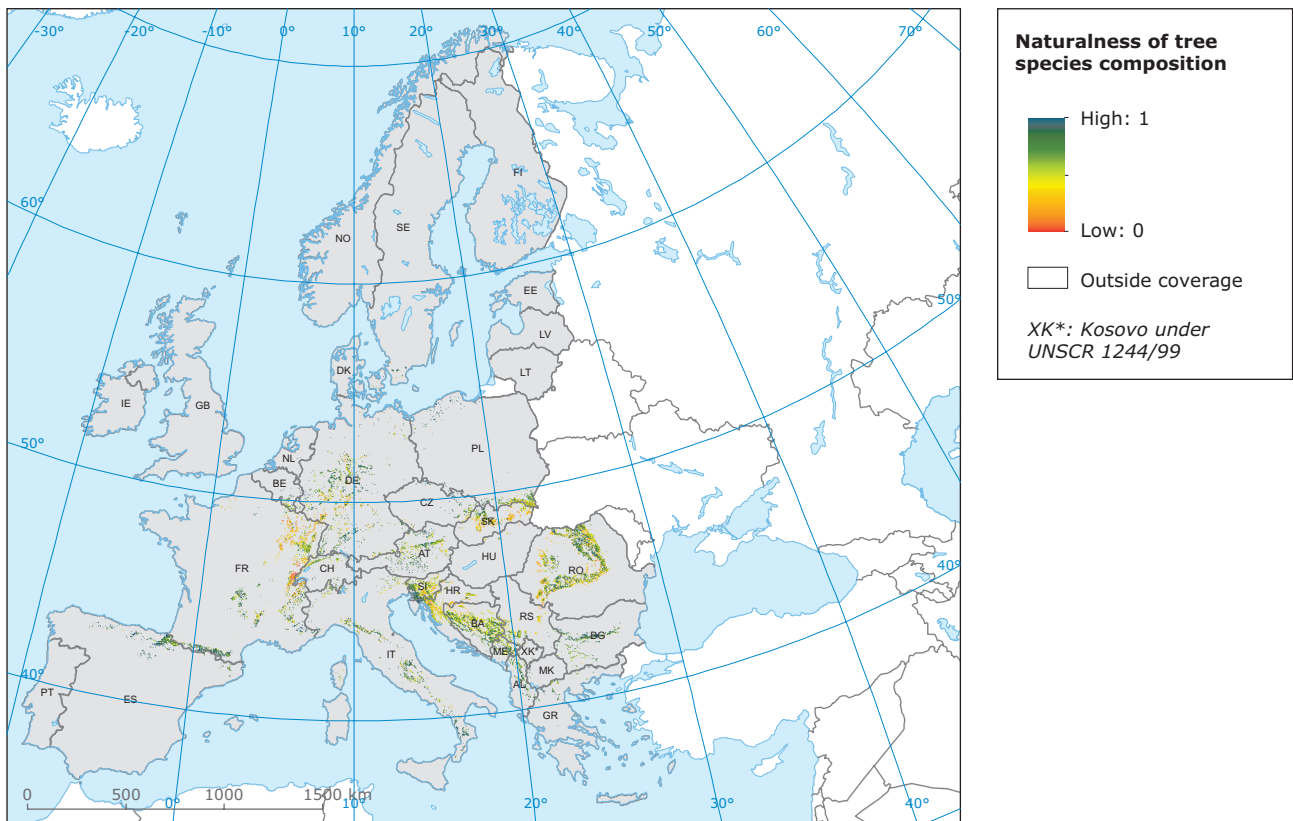 -30° -20° -10° 0° 10° 20° 30° 40° 60° 70°
60°
50°
40°
50°
40°
NO
SE
FI
EE
LV
LT
DK
IE
GB
NL
BE
DE
PL
CZ
SK
FR
CH
AT
HU
RO
SI
HR
BA
RS
BG
ME
XK*
MK
AL
IT
GR
PT
ES
0 500 1000 1500 km
0° 10° 20° 30° 40°
Naturalness of tree
species composition
High: 1
Low: 0
Outside coverage
XK*: Kosovo under
UNSCR 1244/99